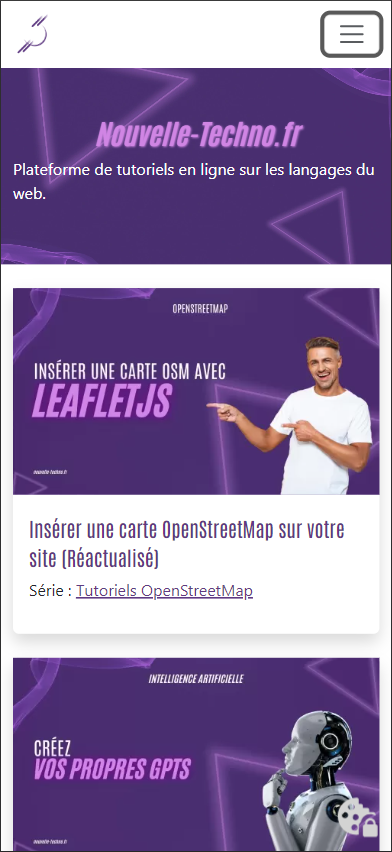 Nouvelle-Techno.fr
Plateforme de tutoriels en ligne sur les langages du
web.
OPENSTREETMAP
INSÉRER UNE CARTE OSM AVEC
LEAFLETJS
nouvelle-techno.fr
Insérer une carte OpenStreetMap sur votre
site (Réactualisé)
Série : Tutoriels OpenStreetMap
INTELLIGENCE ARTIFICIELLE
CRÉEZ
VOS PROPRES GPTS
nouvelle-techno.fr